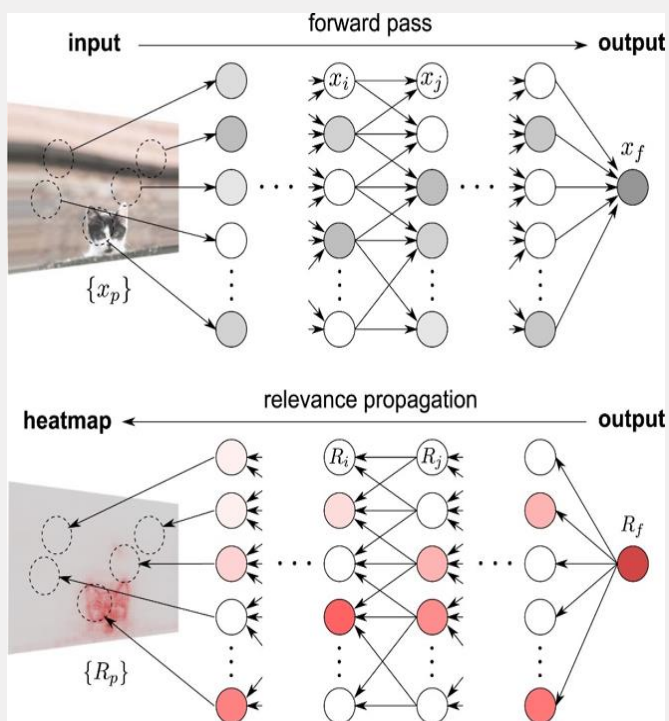 forward pass
input output
x_i x_j
x_f
{x_p}
relevance propagation
heatmap output
R_i R_j
R_f
{R_p}